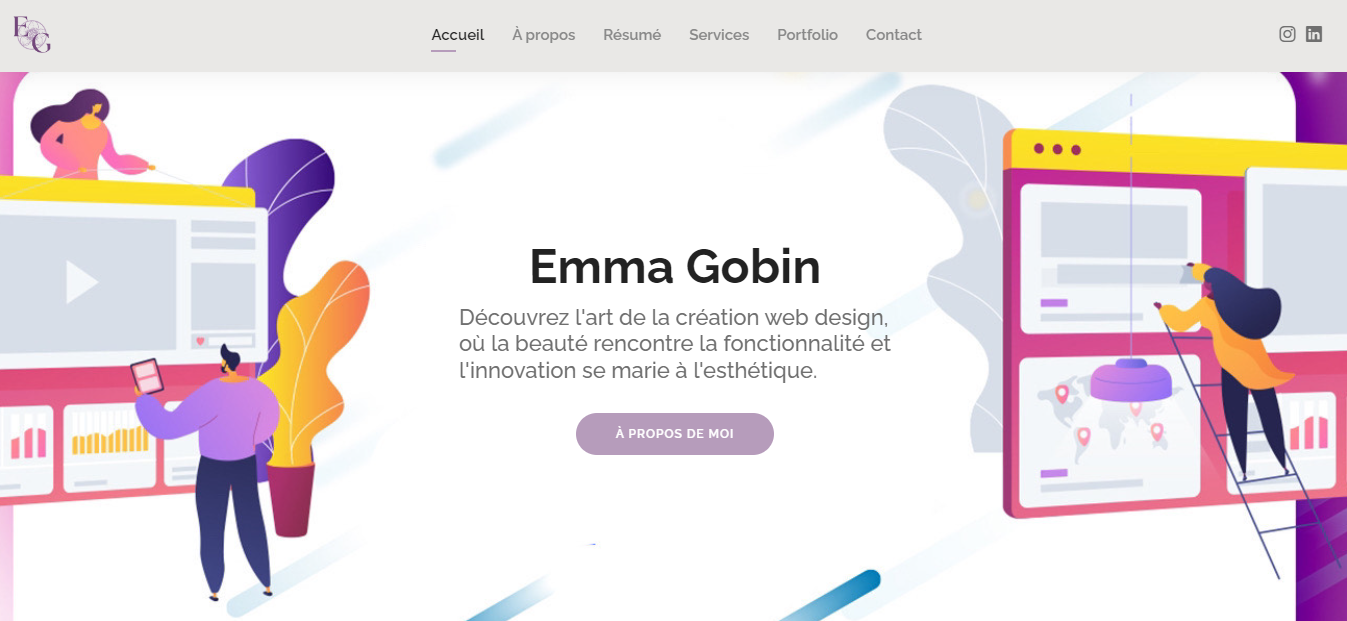 EG
Accueil À propos Résumé Services Portfolio Contact
Emma Gobin
Découvrez l'art de la création web design,
où la beauté rencontre la fonctionnalité et
l'innovation se marie à l'esthétique.
À PROPOS DE MOI